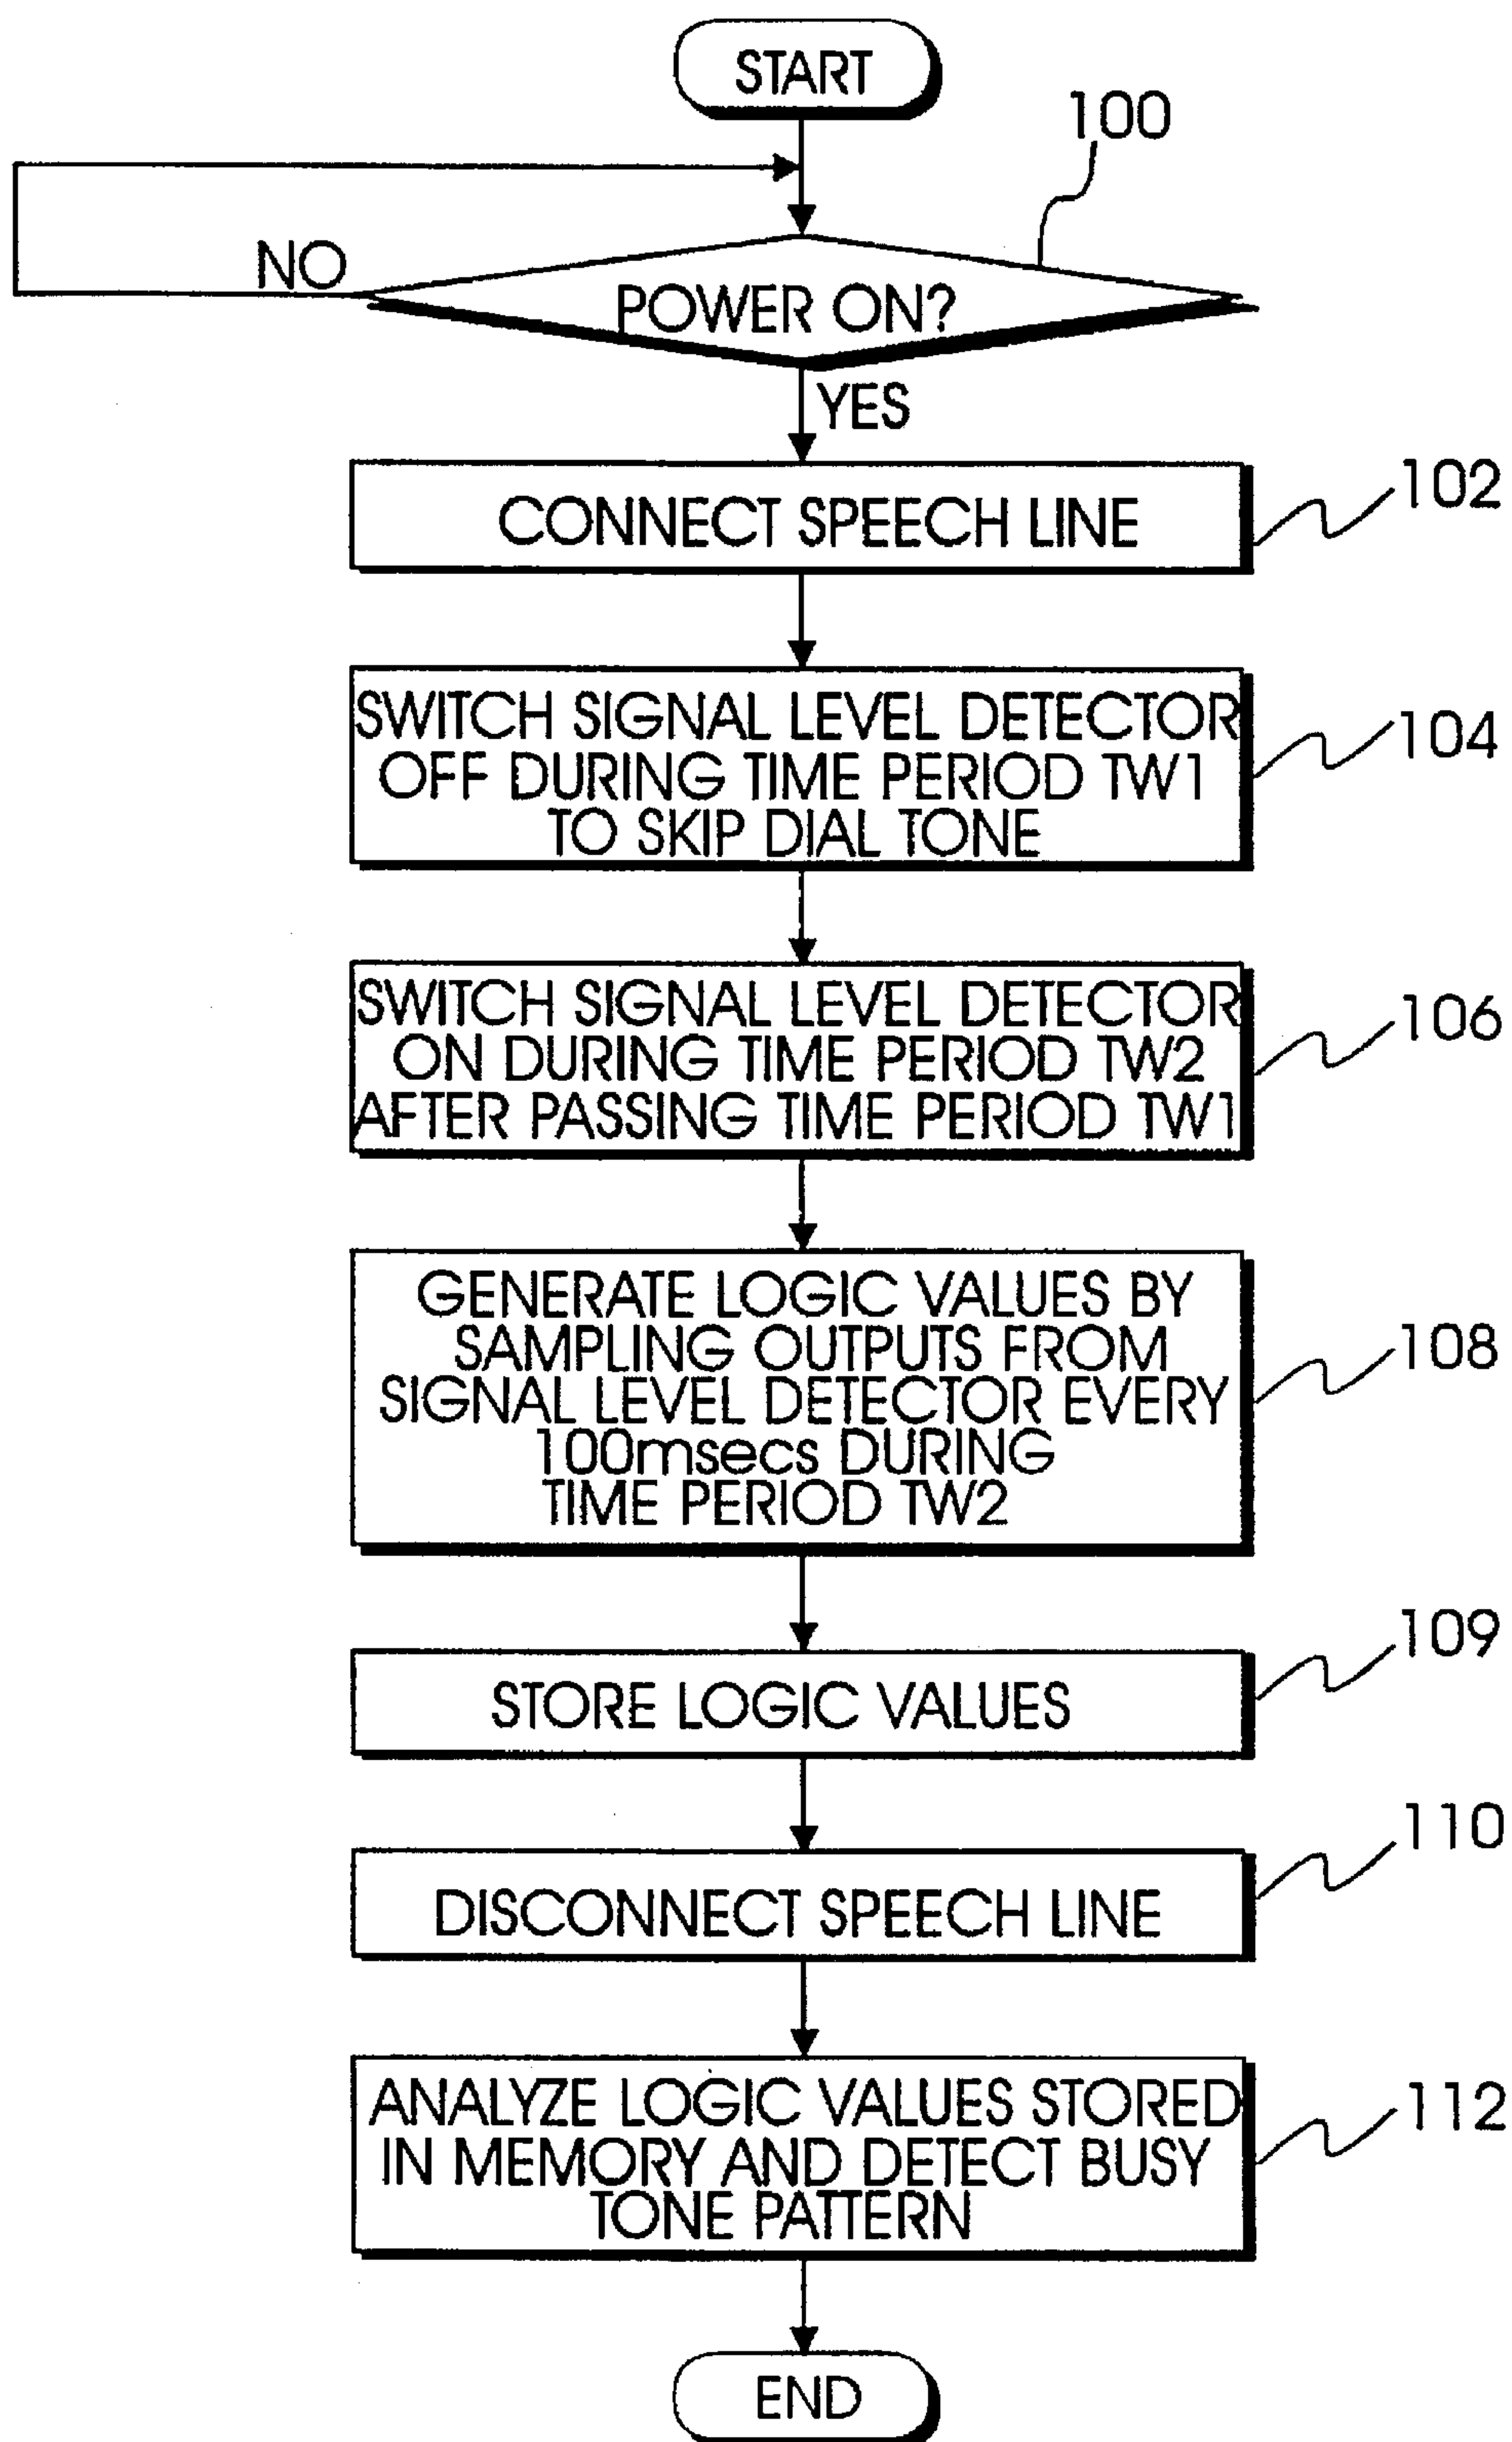 START
100
NO
POWER ON?
YES
CONNECT SPEECH LINE
102
SWITCH SIGNAL LEVEL DETECTOR
OFF DURING TIME PERIOD TW1
TO SKIP DIAL TONE
104
SWITCH SIGNAL LEVEL DETECTOR
ON DURING TIME PERIOD TW2
AFTER PASSING TIME PERIOD TW1
106
GENERATE LOGIC VALUES BY
SAMPLING OUTPUTS FROM
SIGNAL LEVEL DETECTOR EVERY
100msecs DURING
TIME PERIOD TW2
108
STORE LOGIC VALUES
109
DISCONNECT SPEECH LINE
110
ANALYZE LOGIC VALUES STORED
IN MEMORY AND DETECT BUSY
TONE PATTERN
112
END